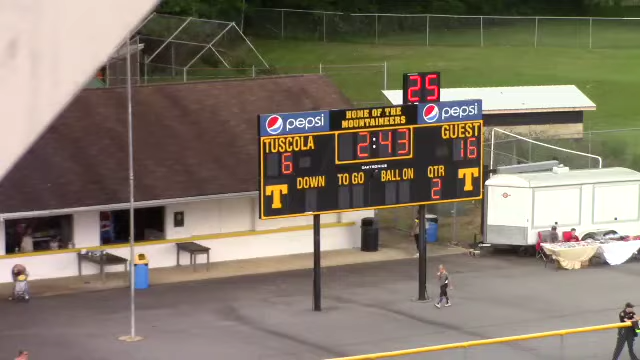 25
pepsi
HOME OF THE
MOUNTAINEERS
pepsi
TUSCOLA
2:43
GUEST
6
16
DAKTRONICS
DOWN
TO GO
BALL ON
QTR
2
T
T